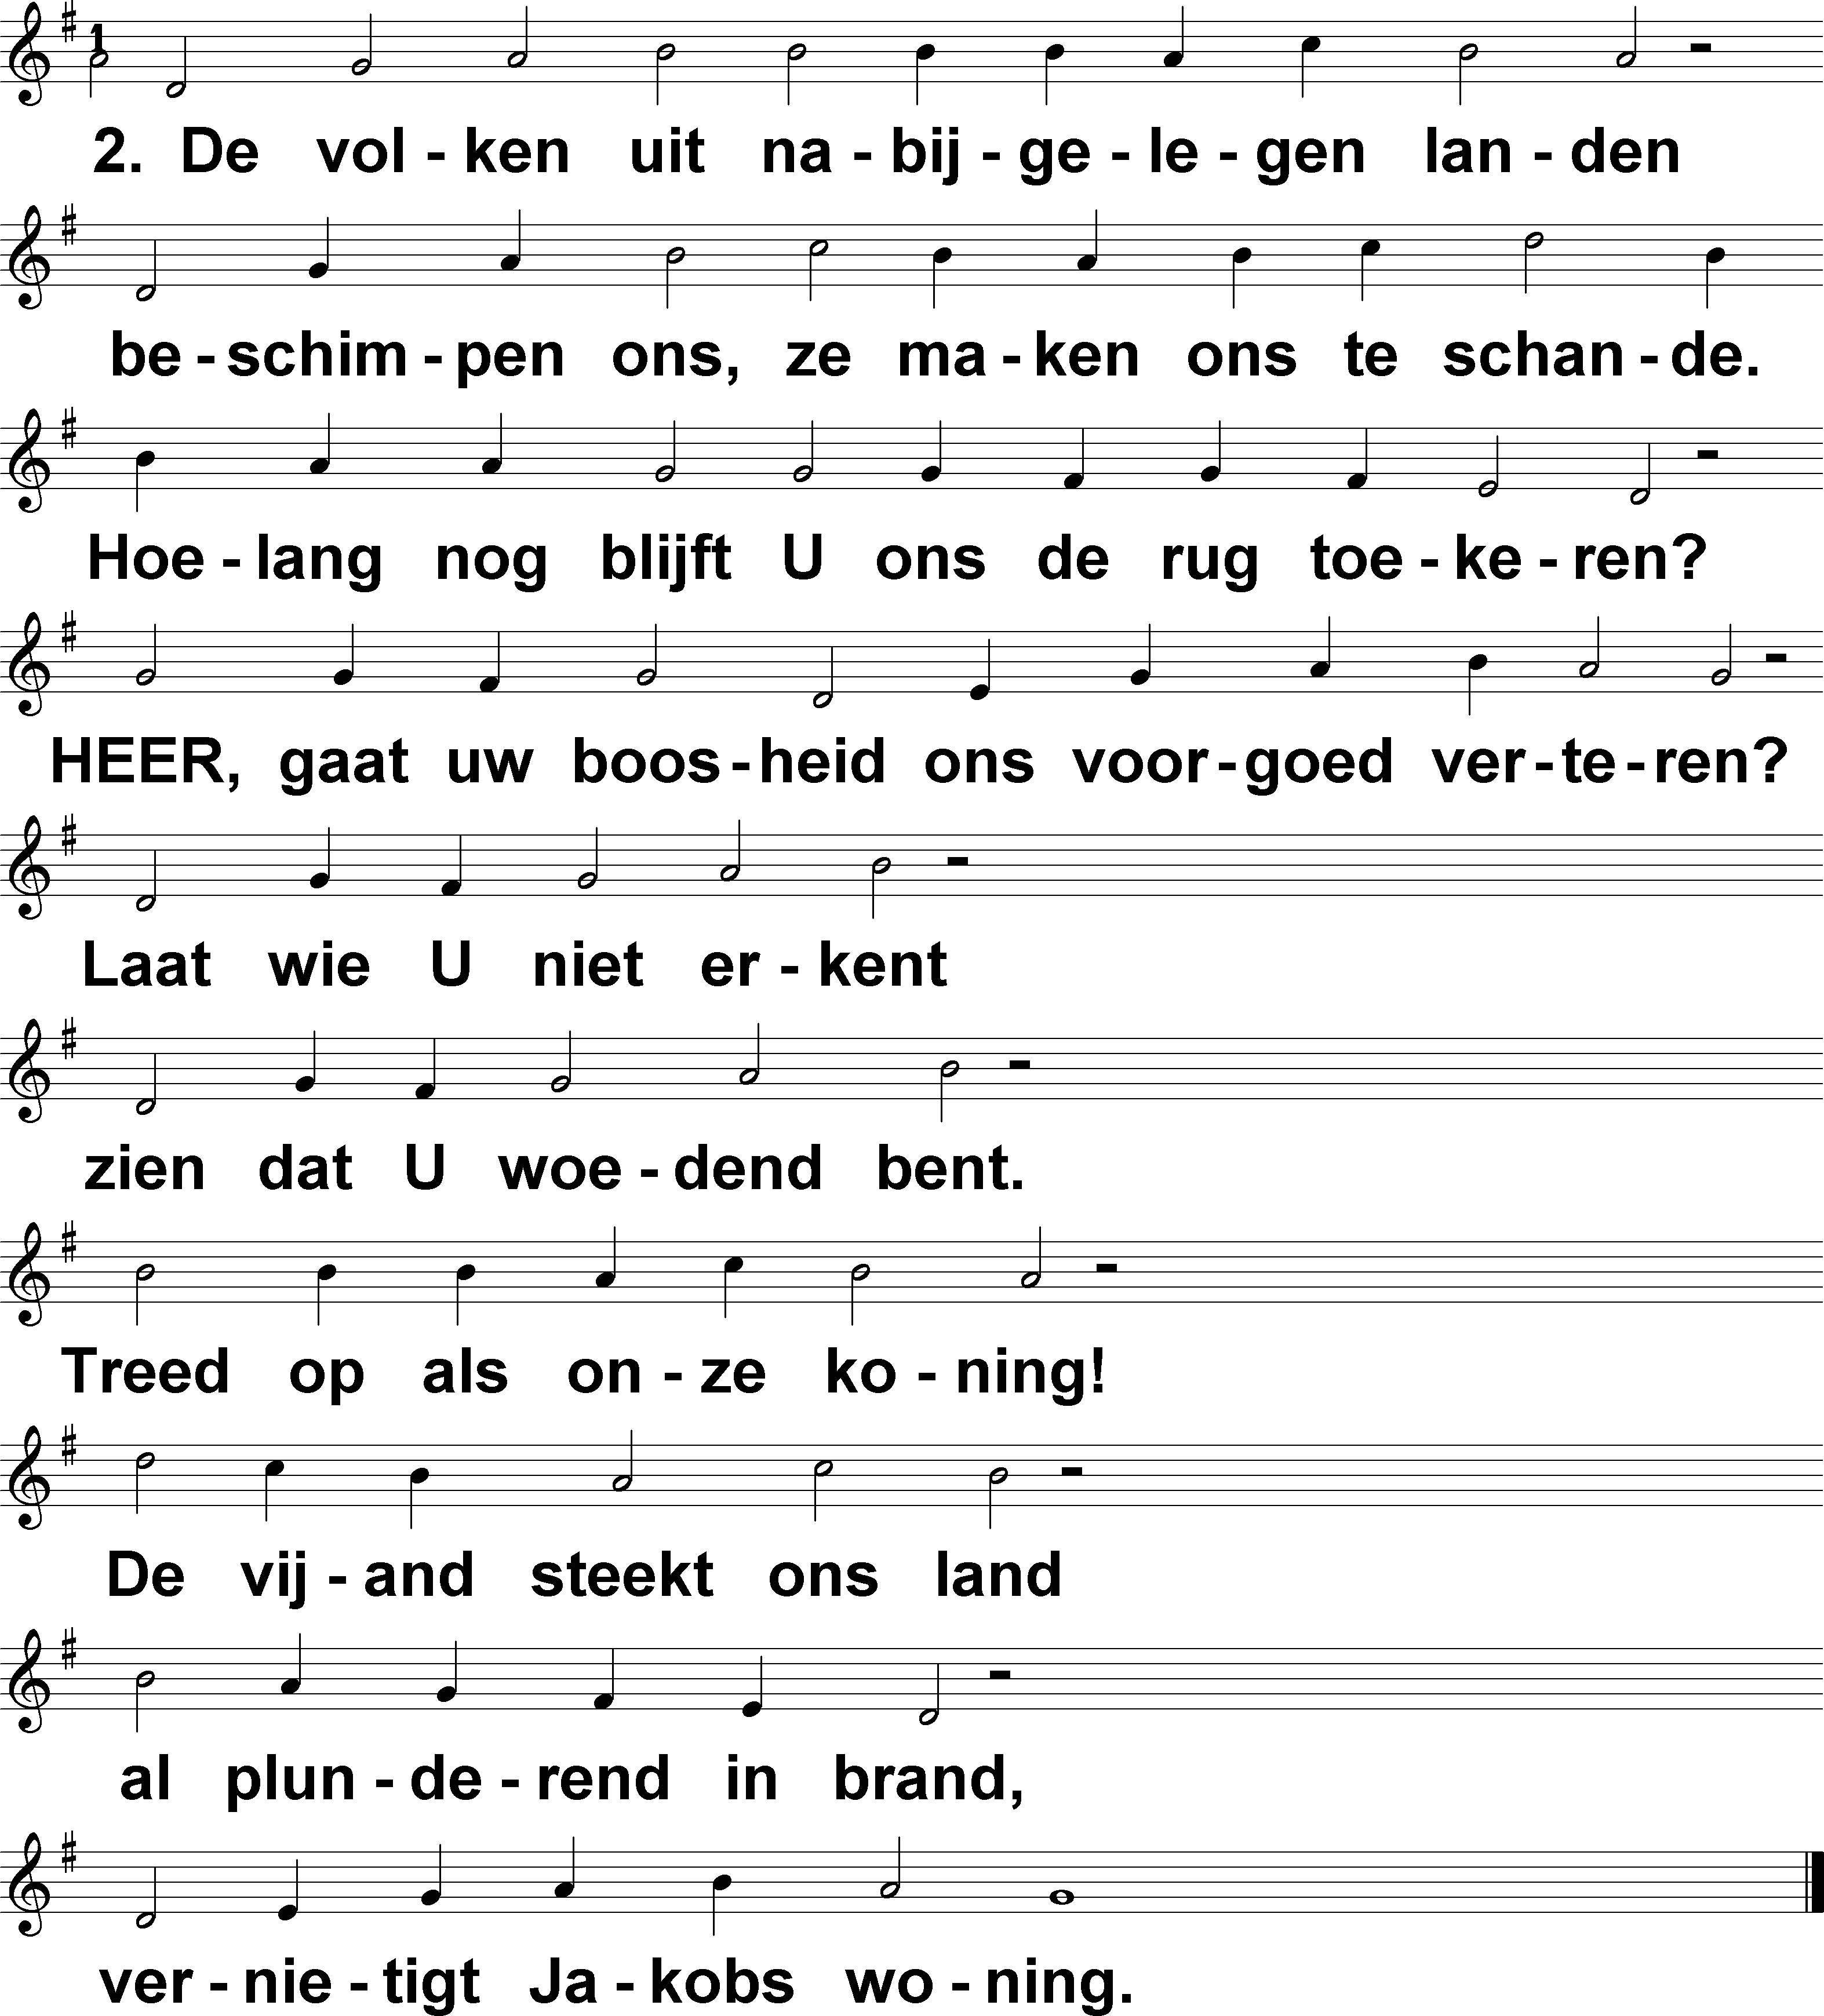 2. De vol - ken uit na - bij - ge - le - gen lan - den
be - schim - pen ons, ze ma - ken ons te schan - de.
Hoe - lang nog blijft U ons de rug toe - ke - ren?
HEER, gaat uw boos - heid ons voor - goed ver - te - ren?
Laat wie U niet er - kent
zien dat U woe - dend bent.
Treed op als on - ze ko - ning!
De vij - and steekt ons land
al plun - de - rend in brand,
ver - nie - tigt Ja - kobs wo - ning.